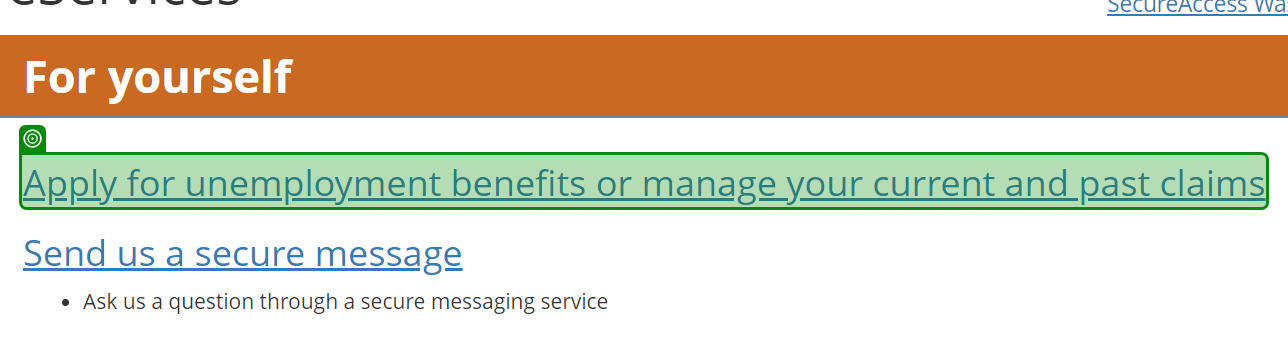 eServices
SecureAccess Was
For yourself
Apply for unemployment benefits or manage your current and past claims
Send us a secure message
• Ask us a question through a secure messaging service